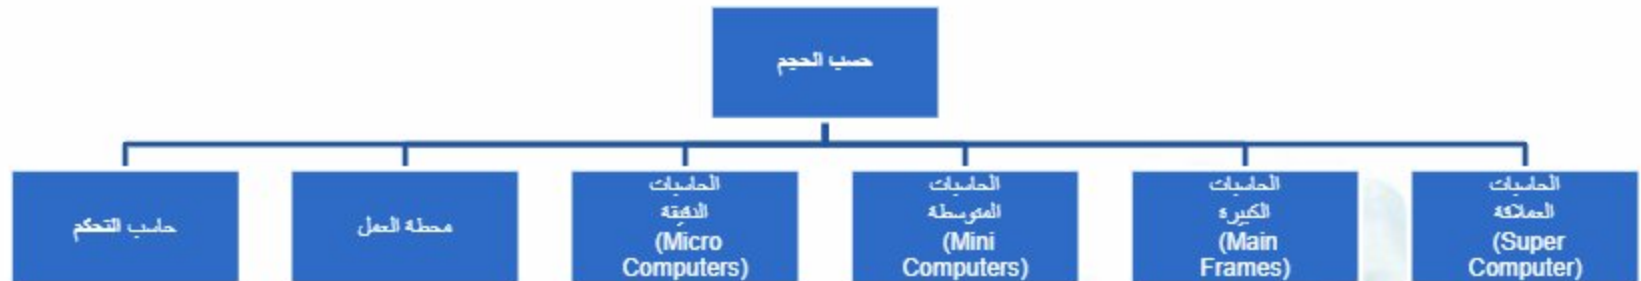 حسب الحجم
الحاسبات
العملاقة
(Super
Computer)
الحاسبات
الكبيرة
(Main
Frames)
الحاسبات
المتوسطة
(Mini
Computers)
الحاسبات
الدقيقة
(Micro
Computers)
محطة العمل
حاسب التحكم